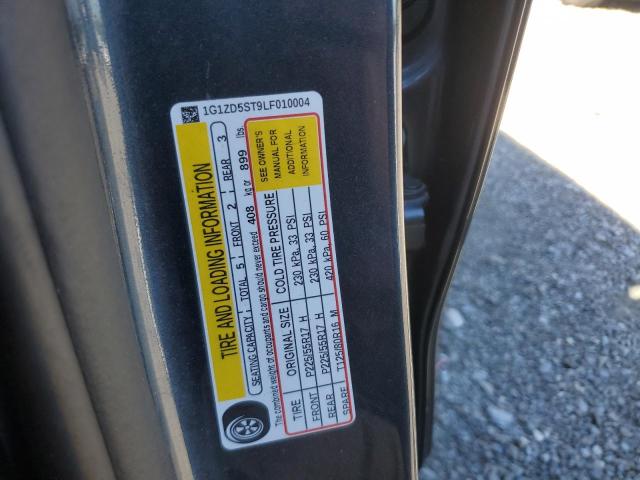 1G1ZD5ST9LF010004
TIRE AND LOADING INFORMATION
SEATING CAPACITY TOTAL 5 FRONT 2 REAR 3
The combined weight of occupants and cargo should never exceed 408 kg or 899 lbs.
TIRE ORIGINAL SIZE COLD TIRE PRESSURE
FRONT P225/55R17 H 230 kPa, 33 PSI
REAR P225/55R17 H 230 kPa, 33 PSI
SPARE T125/80R16 M 420 kPa, 60 PSI
SEE OWNER'S
MANUAL FOR
ADDITIONAL
INFORMATION